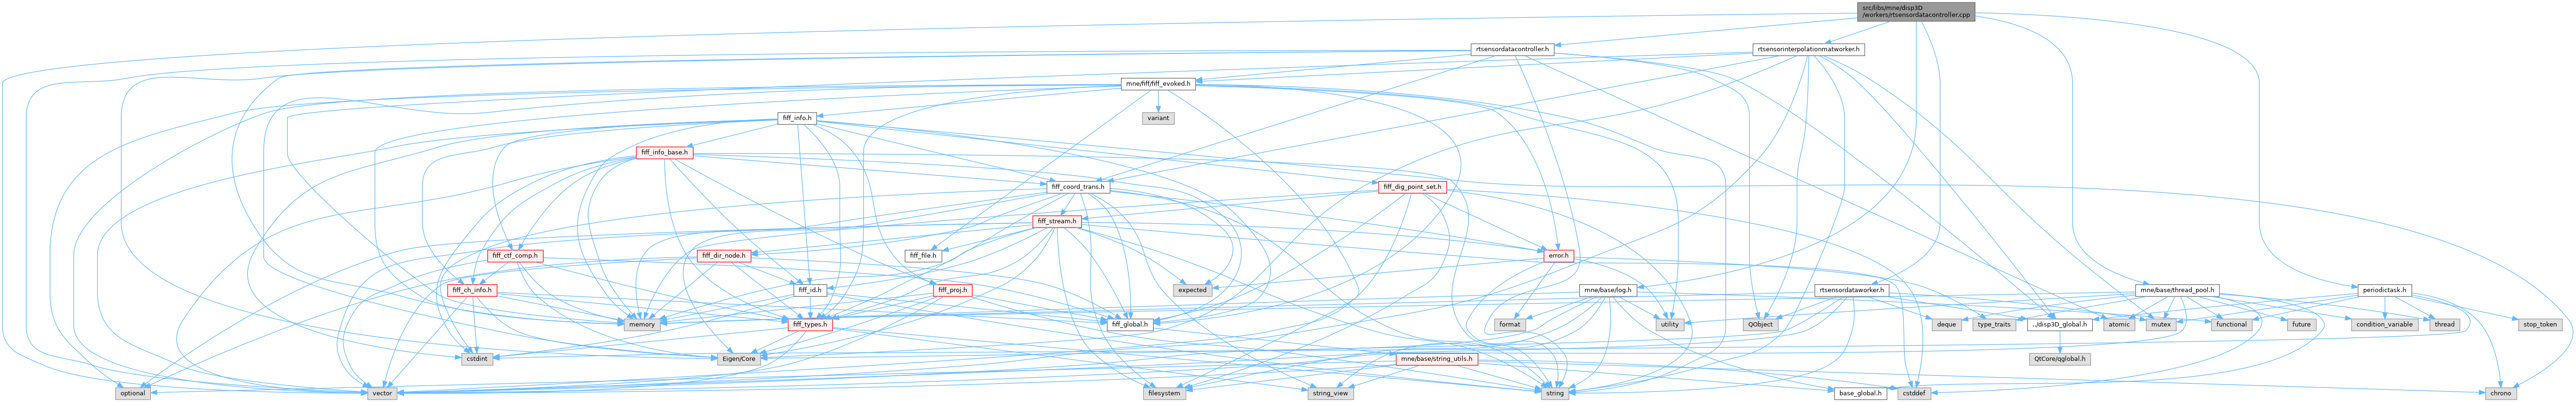 src/libs/mne/disp3D
/workers/rtsensordatacontroller.cpp
rtsensordatacontroller.h
rtsensorinterpolationmatworker.h
mne/fiff/fiff_evoked.h
fiff_info.h
variant
fiff_info_base.h
fiff_coord_trans.h
fiff_dig_point_set.h
fiff_stream.h
fiff_ctf_comp.h
fiff_dir_node.h
fiff_file.h
error.h
fiff_ch_info.h
fiff_id.h
fiff_proj.h
expected
mne/base/log.h
rtsensordataworker.h
mne/base/thread_pool.h
periodictask.h
memory
fiff_types.h
fiff_global.h
format
utility
QObject
deque
type_traits
../disp3D_global.h
atomic
mutex
functional
future
condition_variable
thread
stop_token
cstdint
Eigen/Core
mne/base/string_utils.h
QtCore/qglobal.h
optional
vector
filesystem
string_view
string
base_global.h
cstddef
chrono